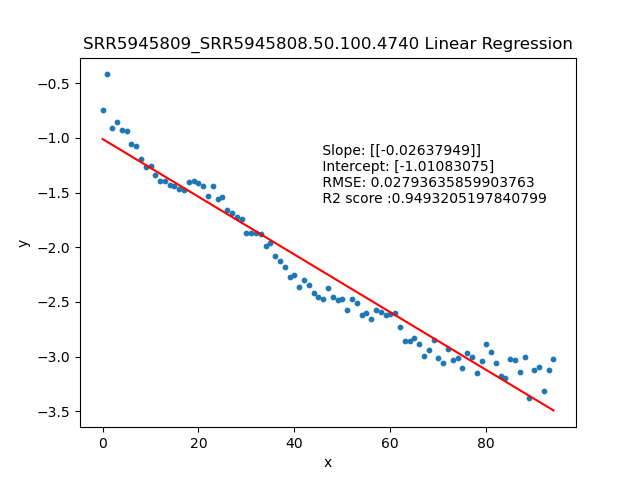 SRR5945809_SRR5945808.50.100.4740 Linear Regression
−0.5
−1.0
−1.5
−2.0
−2.5
−3.0
−3.5
y
Slope: [[-0.02637949]]
Intercept: [-1.01083075]
RMSE: 0.02793635859903763
R2 score :0.9493205197840799
0 20 40 60 80
x